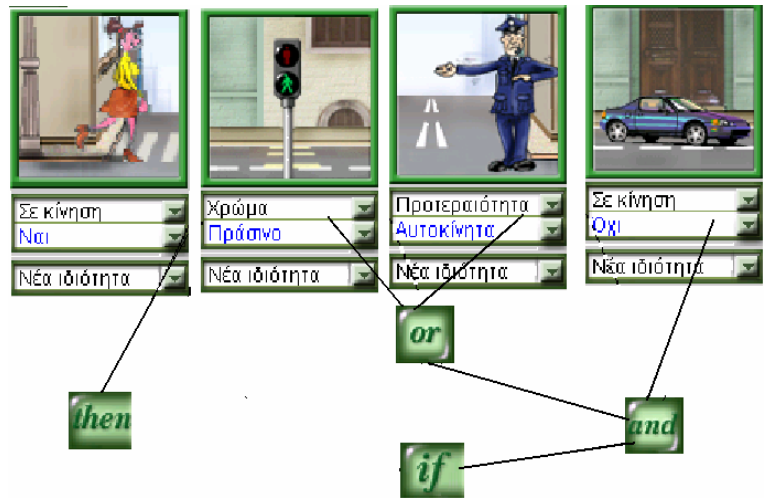 Σε κίνηση
Ναι
Νέα ιδιότητα
Χρώμα
Πράσινο
Νέα ιδιότητα
Προτεραιότητα
Αυτοκίνητα
Νέα ιδιότητα
Σε κίνηση
Όχι
Νέα ιδιότητα
or
then
and
if